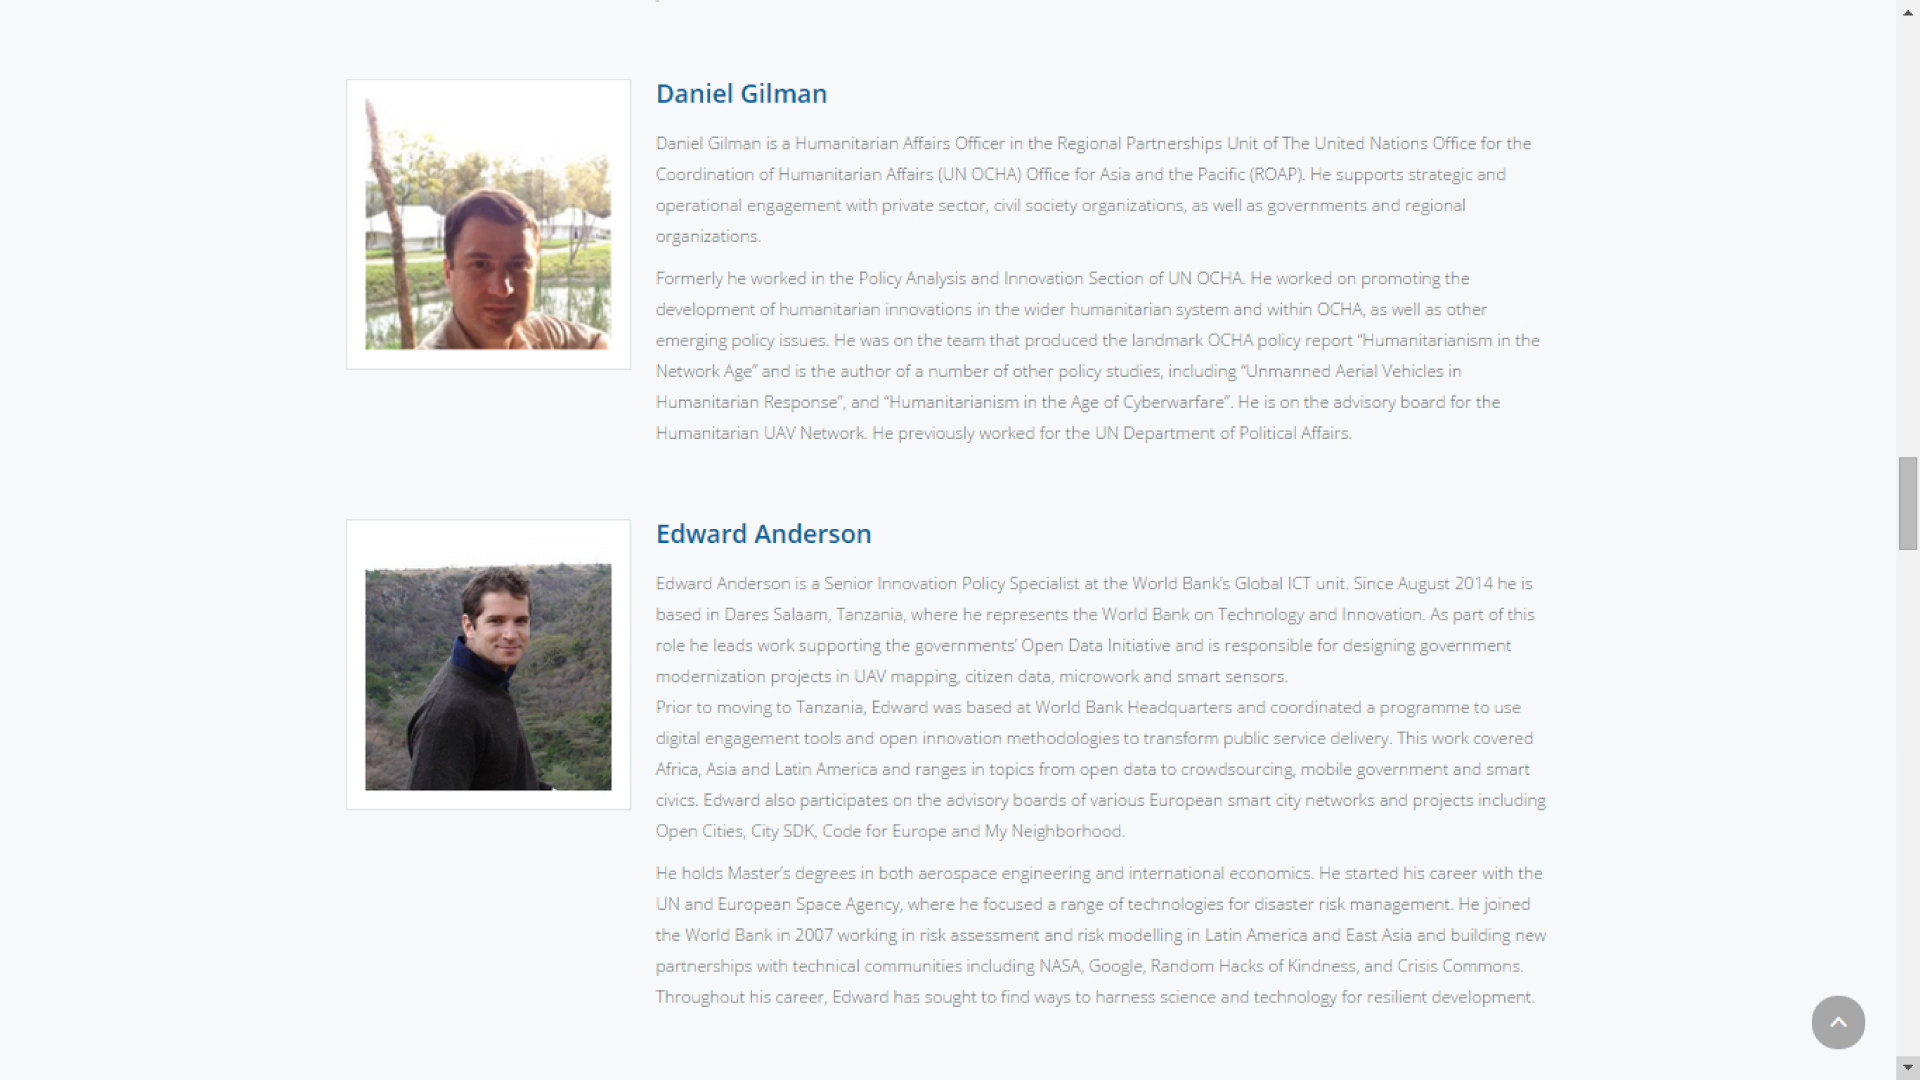 Daniel Gilman
Daniel Gilman is a Humanitarian Affairs Officer in the Regional Partnerships Unit of The United Nations Office for the
Coordination of Humanitarian Affairs (UN OCHA) Office for Asia and the Pacific (ROAP). He supports strategic and
operational engagement with private sector, civil society organizations, as well as governments and regional
organizations.
Formerly he worked in the Policy Analysis and Innovation Section of UN OCHA. He worked on promoting the
development of humanitarian innovations in the wider humanitarian system and within OCHA, as well as other
emerging policy issues. He was on the team that produced the landmark OCHA policy report “Humanitarianism in the
Network Age” and is the author of a number of other policy studies, including “Unmanned Aerial Vehicles in
Humanitarian Response”, and “Humanitarianism in the Age of Cyberwarfare”. He is on the advisory board for the
Humanitarian UAV Network. He previously worked for the UN Department of Political Affairs.
Edward Anderson
Edward Anderson is a Senior Innovation Policy Specialist at the World Bank’s Global ICT unit. Since August 2014 he is
based in Dares Salaam, Tanzania, where he represents the World Bank on Technology and Innovation. As part of this
role he leads work supporting the governments’ Open Data Initiative and is responsible for designing government
modernization projects in UAV mapping, citizen data, microwork and smart sensors.
Prior to moving to Tanzania, Edward was based at World Bank Headquarters and coordinated a programme to use
digital engagement tools and open innovation methodologies to transform public service delivery. This work covered
Africa, Asia and Latin America and ranges in topics from open data to crowdsourcing, mobile government and smart
civics. Edward also participates on the advisory boards of various European smart city networks and projects including
Open Cities, City SDK, Code for Europe and My Neighborhood.
He holds Master’s degrees in both aerospace engineering and international economics. He started his career with the
UN and European Space Agency, where he focused a range of technologies for disaster risk management. He joined
the World Bank in 2007 working in risk assessment and risk modelling in Latin America and East Asia and building new
partnerships with technical communities including NASA, Google, Random Hacks of Kindness, and Crisis Commons.
Throughout his career, Edward has sought to find ways to harness science and technology for resilient development.